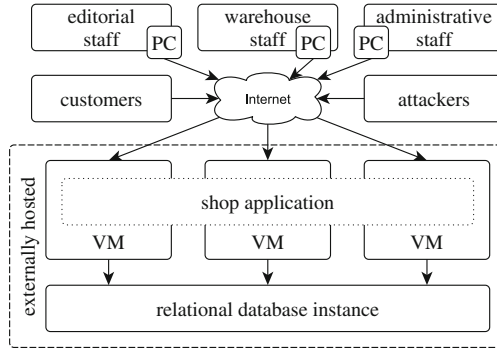 editorial
staff
PC
warehouse
staff
PC
administrative
staff
PC
customers
Internet
attackers
externally hosted
shop application
VM
VM
VM
relational database instance